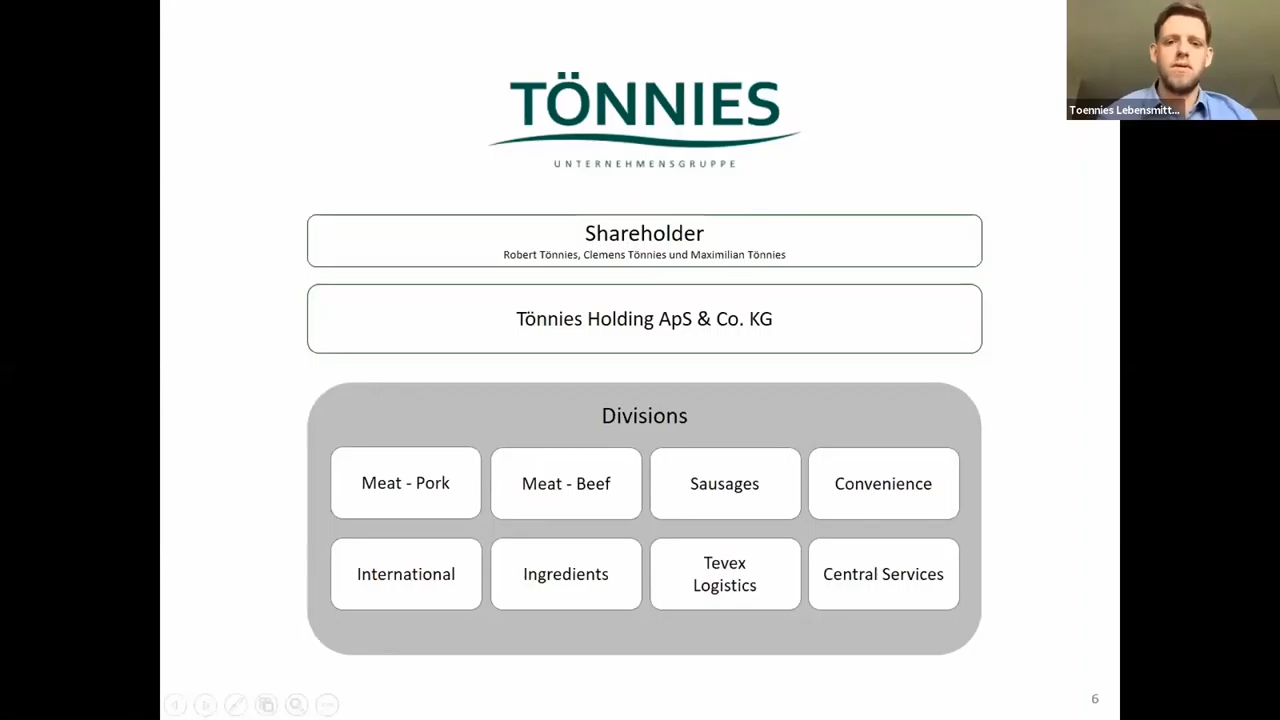 TÖNNIES
UNTERNEHMENSGRUPPE
Toennies Lebensmitt...
Shareholder
Robert Tönnies, Clemens Tönnies und Maximilian Tönnies
Tönnies Holding ApS & Co. KG
Divisions
Meat - Pork
Meat - Beef
Sausages
Convenience
International
Ingredients
Tevex
Logistics
Central Services
6